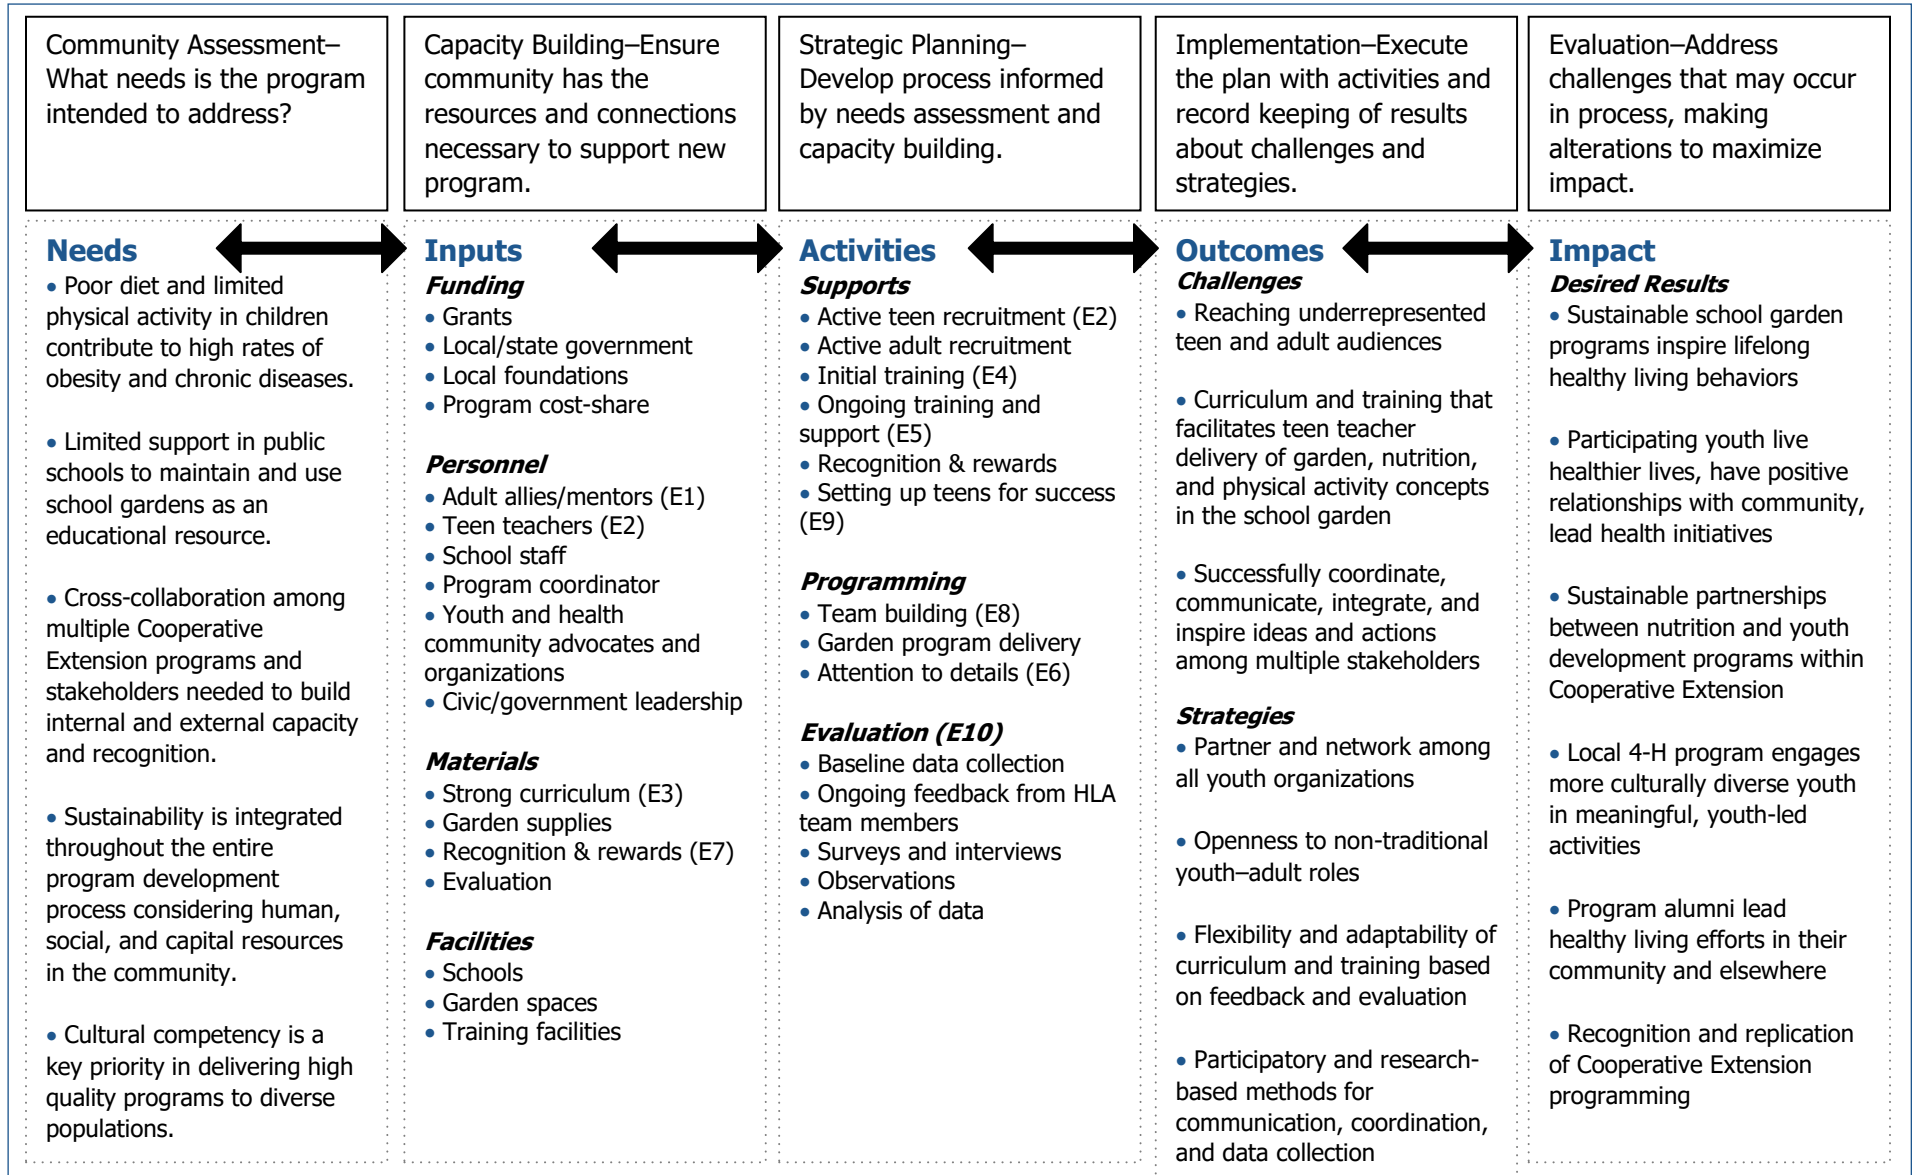 Community Assessment–
What needs is the program
intended to address?
Capacity Building–Ensure
community has the
resources and connections
necessary to support new
program.
Strategic Planning–
Develop process informed
by needs assessment and
capacity building.
Implementation–Execute
the plan with activities and
record keeping of results
about challenges and
strategies.
Evaluation–Address
challenges that may occur
in process, making
alterations to maximize
impact.
Needs
• Poor diet and limited
physical activity in children
contribute to high rates of
obesity and chronic diseases.
• Limited support in public
schools to maintain and use
school gardens as an
educational resource.
• Cross-collaboration among
multiple Cooperative
Extension programs and
stakeholders needed to build
internal and external capacity
and recognition.
• Sustainability is integrated
throughout the entire
program development
process considering human,
social, and capital resources
in the community.
• Cultural competency is a
key priority in delivering high
quality programs to diverse
populations.
Inputs
Funding
• Grants
• Local/state government
• Local foundations
• Program cost-share
Personnel
• Adult allies/mentors (E1)
• Teen teachers (E2)
• School staff
• Program coordinator
• Youth and health
community advocates and
organizations
• Civic/government leadership
Materials
• Strong curriculum (E3)
• Garden supplies
• Recognition & rewards (E7)
• Evaluation
Facilities
• Schools
• Garden spaces
• Training facilities
Activities
Supports
• Active teen recruitment (E2)
• Active adult recruitment
• Initial training (E4)
• Ongoing training and
support (E5)
• Recognition & rewards
• Setting up teens for success
(E9)
Programming
• Team building (E8)
• Garden program delivery
• Attention to details (E6)
Evaluation (E10)
• Baseline data collection
• Ongoing feedback from HLA
team members
• Surveys and interviews
• Observations
• Analysis of data
Outcomes
Challenges
• Reaching underrepresented
teen and adult audiences
• Curriculum and training that
facilitates teen teacher
delivery of garden, nutrition,
and physical activity concepts
in the school garden
• Successfully coordinate,
communicate, integrate, and
inspire ideas and actions
among multiple stakeholders
Strategies
• Partner and network among
all youth organizations
• Openness to non-traditional
youth–adult roles
• Flexibility and adaptability of
curriculum and training based
on feedback and evaluation
• Participatory and research-
based methods for
communication, coordination,
and data collection
Impact
Desired Results
• Sustainable school garden
programs inspire lifelong
healthy living behaviors
• Participating youth live
healthier lives, have positive
relationships with community,
lead health initiatives
• Sustainable partnerships
between nutrition and youth
development programs within
Cooperative Extension
• Local 4-H program engages
more culturally diverse youth
in meaningful, youth-led
activities
• Program alumni lead
healthy living efforts in their
community and elsewhere
• Recognition and replication
of Cooperative Extension
programming